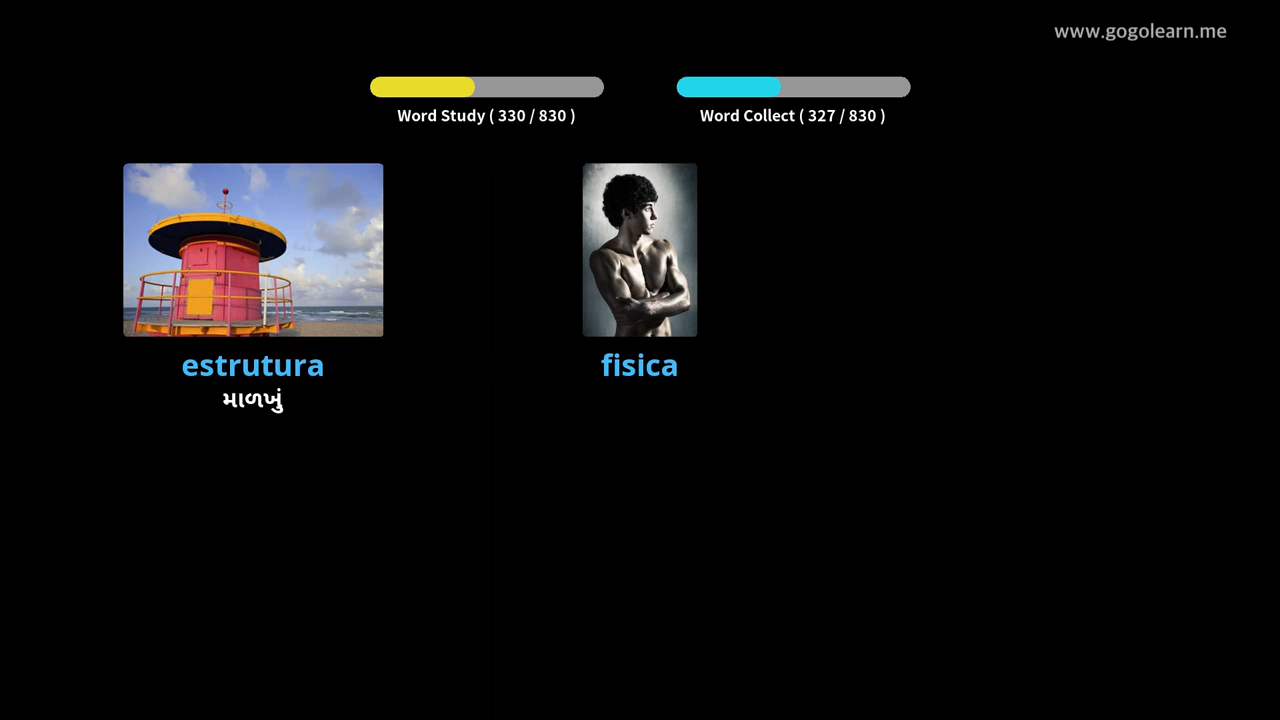 www.gogolearn.me
Word Study ( 330 / 830 )
Word Collect ( 327 / 830 )
estrutura
માળખું
fisica